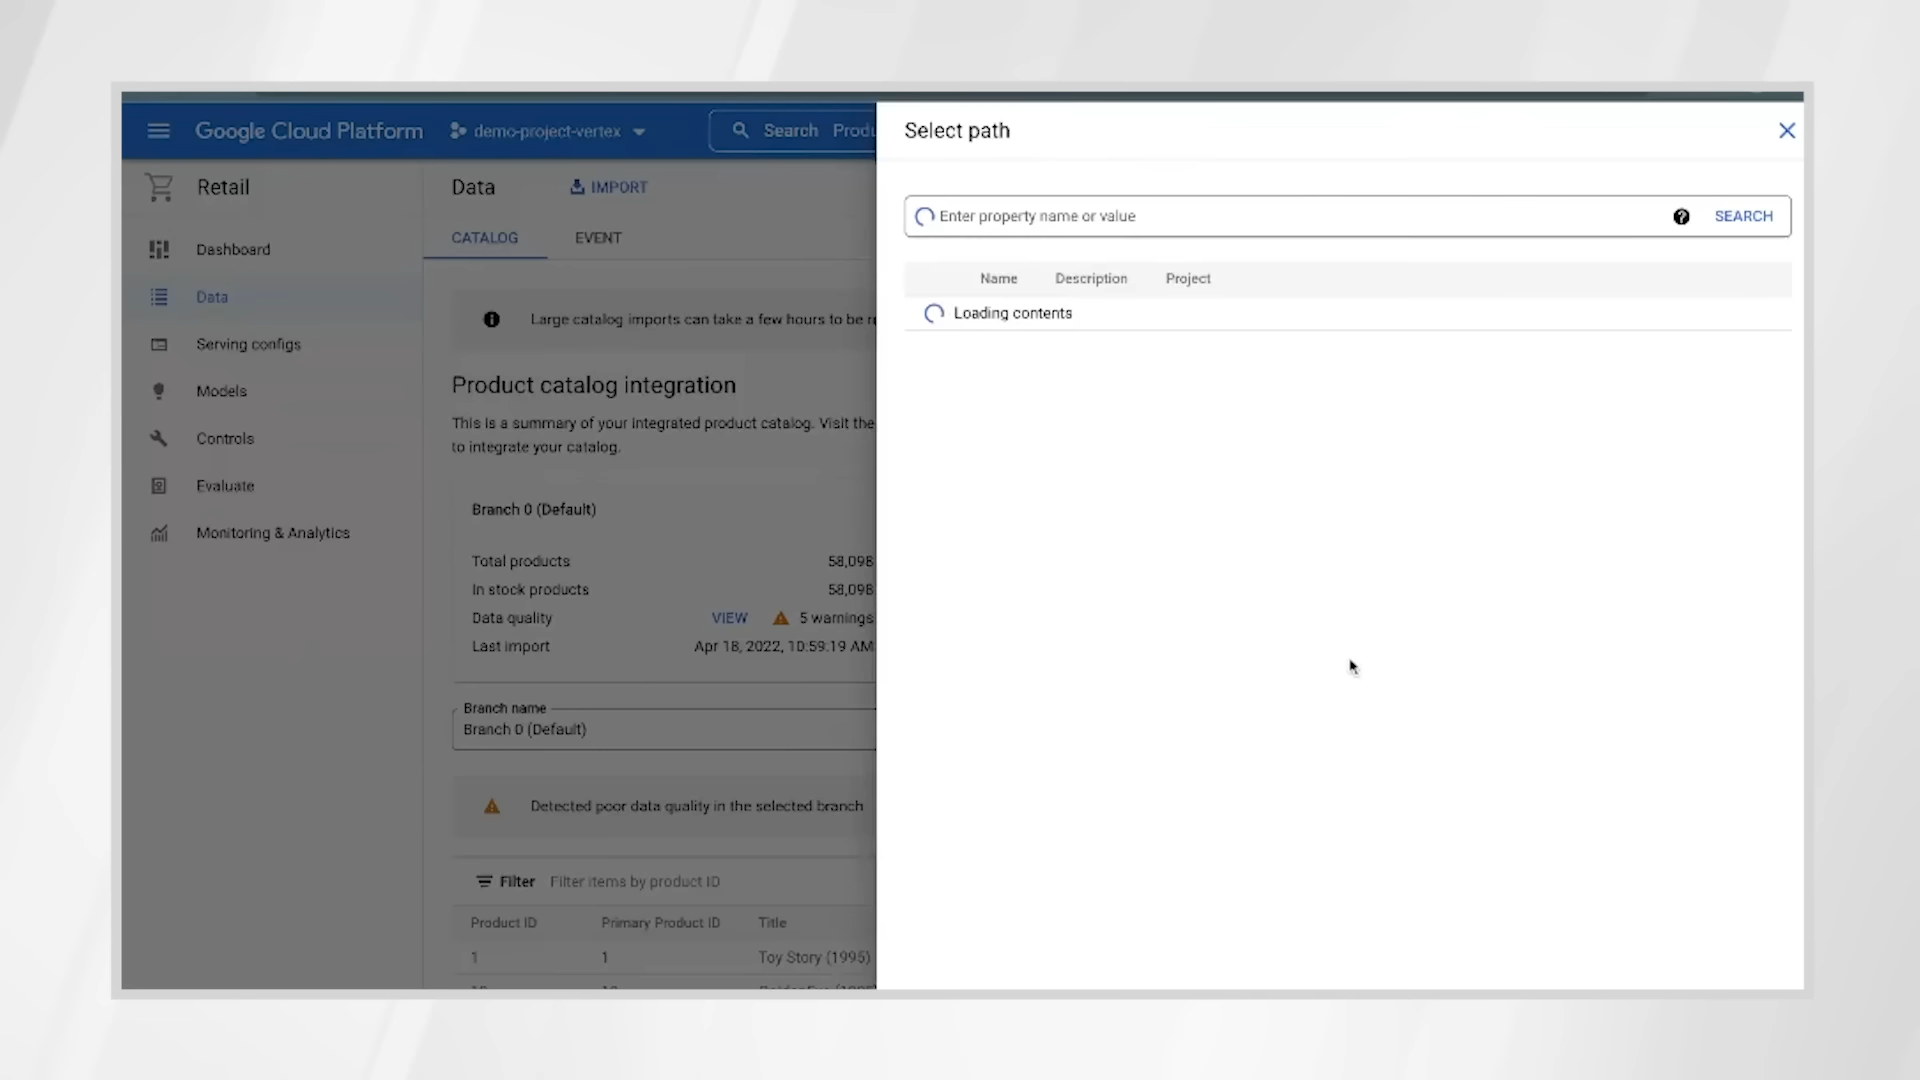 Google Cloud Platform
demo-project-vertex
Search Produ
Select path
Retail
Data
IMPORT
Enter property name or value
SEARCH
CATALOG
EVENT
Dashboard
Data
Serving configs
Models
Controls
Evaluate
Monitoring & Analytics
Name Description Project
Loading contents
Large catalog imports can take a few hours to be r
Product catalog integration
This is a summary of your integrated product catalog. Visit the
to integrate your catalog.
Branch 0 (Default)
Total products 58,098
In stock products 58,098
Data quality VIEW 5 warnings
Last import Apr 18, 2022, 10:59:19 AM
Branch name
Branch 0 (Default)
Detected poor data quality in the selected branch
Filter Filter items by product ID
Product ID Primary Product ID Title
1 1 Toy Story (1995)